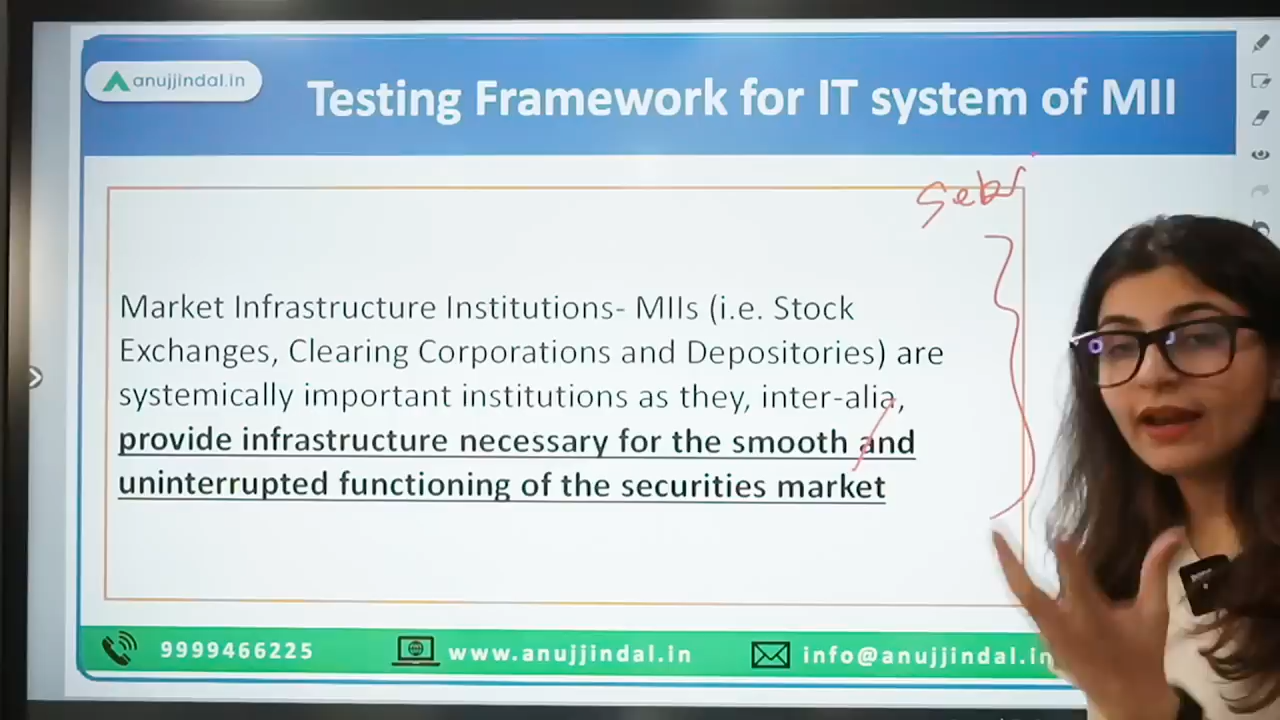 anujjindal.in
Testing Framework for IT system of MII
Sebi
Market Infrastructure Institutions- MIIs (i.e. Stock
Exchanges, Clearing Corporations and Depositories) are
systemically important institutions as they, inter-alia,
provide infrastructure necessary for the smooth and
uninterrupted functioning of the securities market
9999466225
www.anujjindal.in
info@anujjindal.in